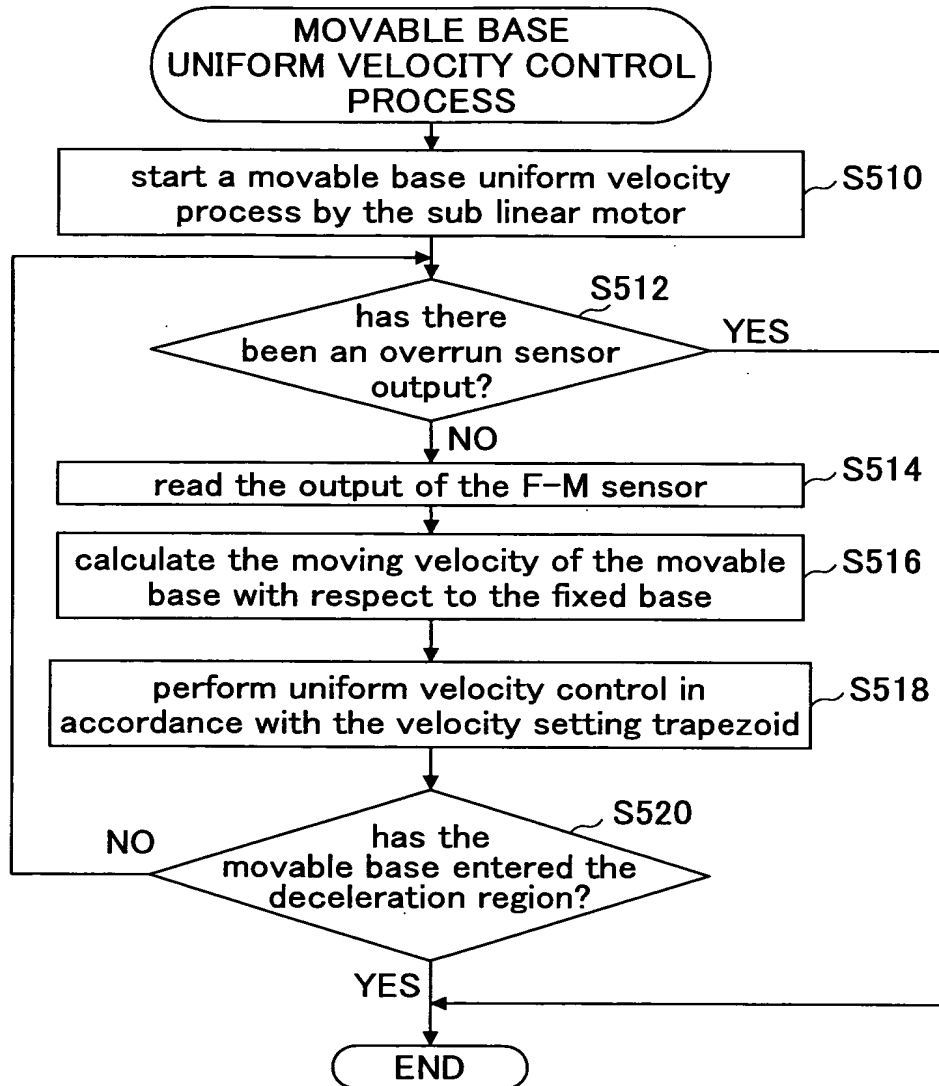 MOVABLE BASE
UNIFORM VELOCITY CONTROL
PROCESS
start a movable base uniform velocity
process by the sub linear motor
S510
S512
has there
been an overrun sensor
output?
YES
NO
read the output of the F-M sensor
S514
calculate the moving velocity of the movable
base with respect to the fixed base
S516
perform uniform velocity control in
accordance with the velocity setting trapezoid
S518
S520
NO
has the
movable base entered the
deceleration region?
YES
END